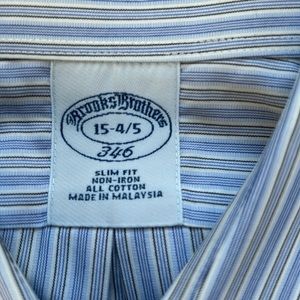 Brooks Brothers
15-4/5
346
SLIM FIT
NON-IRON
ALL COTTON
MADE IN MALAYSIA